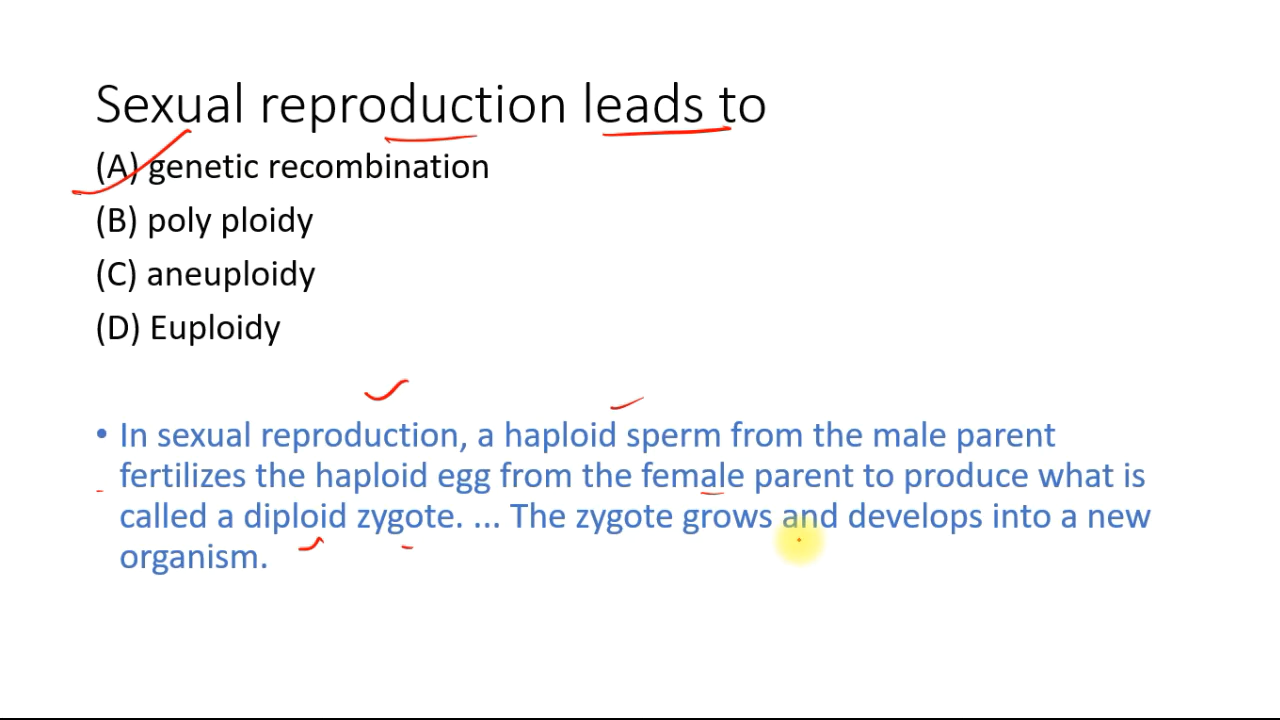 Sexual reproduction leads to
(A) genetic recombination
(B) poly ploidy
(C) aneuploidy
(D) Euploidy
• In sexual reproduction, a haploid sperm from the male parent
fertilizes the haploid egg from the female parent to produce what is
called a diploid zygote. ... The zygote grows and develops into a new
organism.